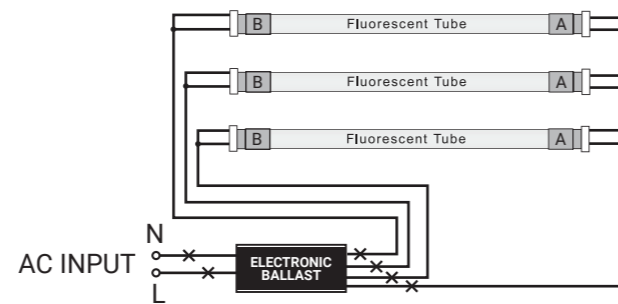 B Fluorescent Tube A
B Fluorescent Tube A
B Fluorescent Tube A
N
AC INPUT
L
ELECTRONIC
BALLAST